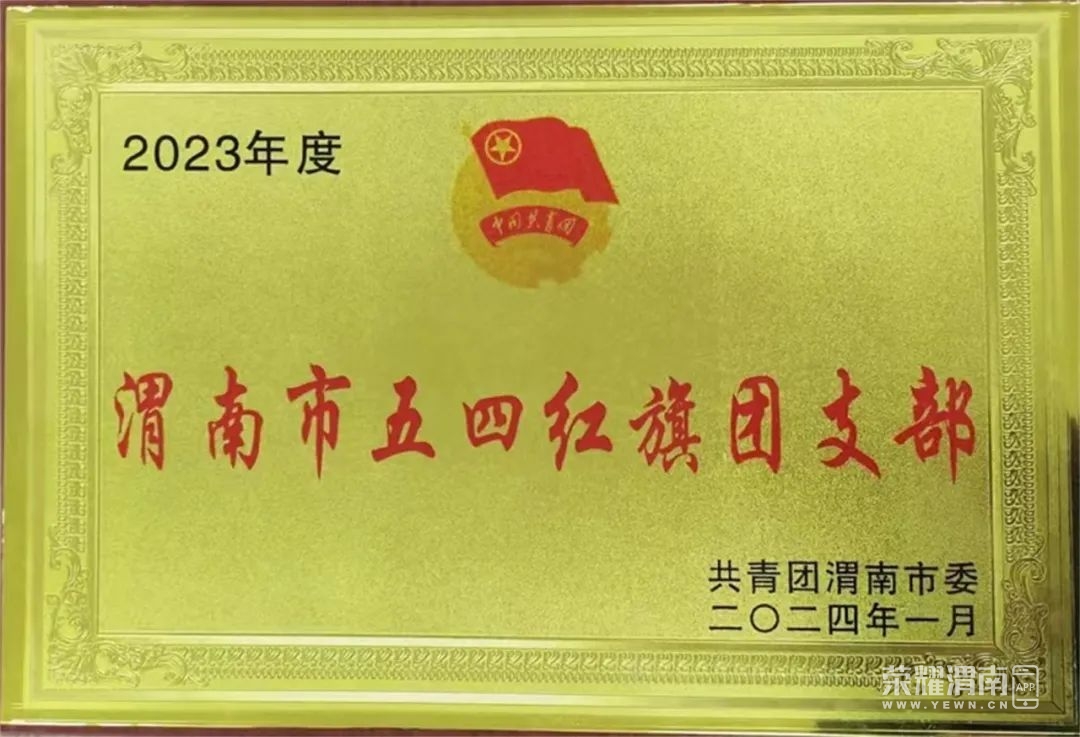 2023年度
中国共青团
渭南市五四红旗团支部
共青团渭南市委
二〇二四年一月
荣耀渭南
APP
WWW.YEWN.CN